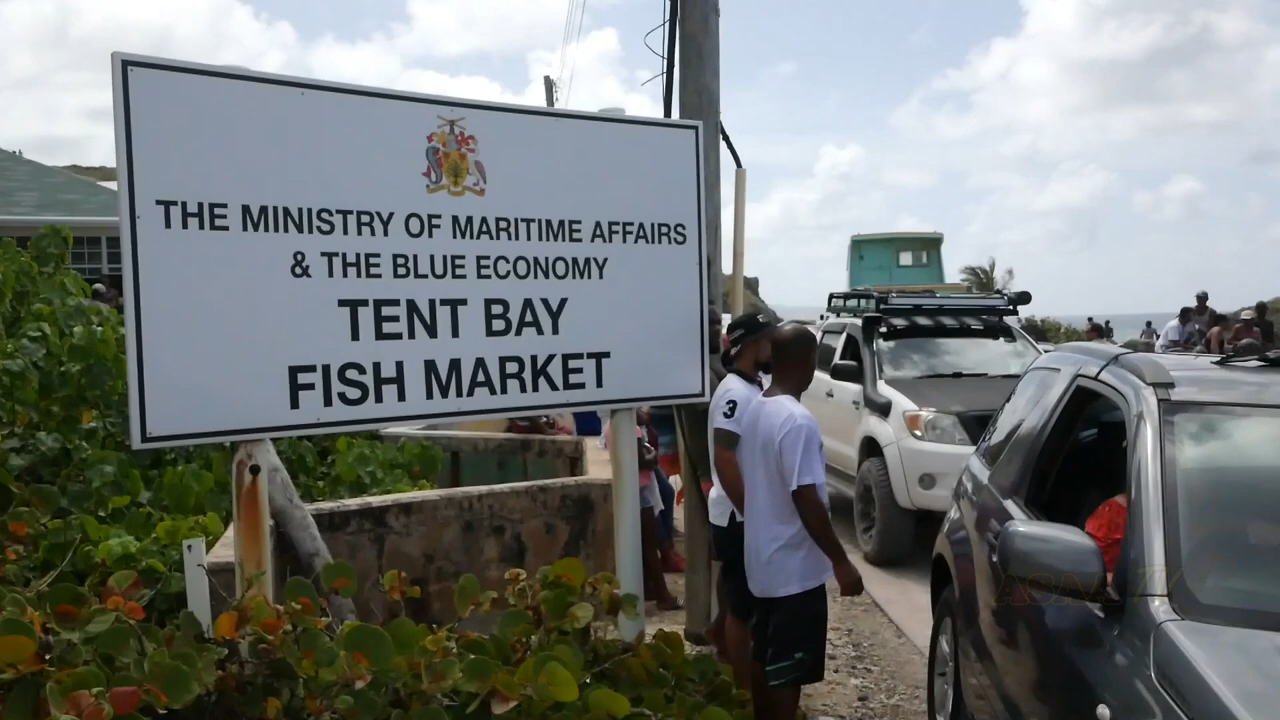 THE MINISTRY OF MARITIME AFFAIRS
& THE BLUE ECONOMY
TENT BAY
FISH MARKET
3